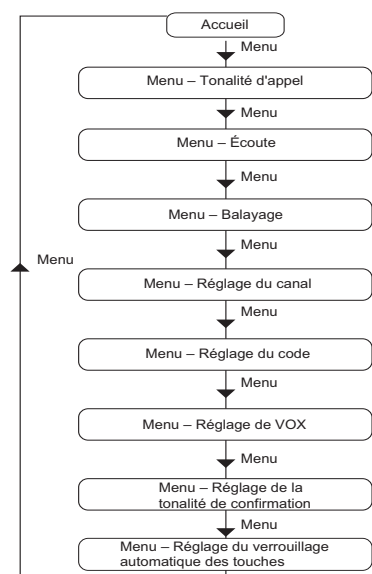 Accueil
Menu
Menu – Tonalité d'appel
Menu
Menu – Écoute
Menu
Menu – Balayage
Menu
Menu
Menu – Réglage du canal
Menu
Menu – Réglage du code
Menu
Menu – Réglage de VOX
Menu
Menu – Réglage de la
tonalité de confirmation
Menu
Menu – Réglage du verrouillage
automatique des touches